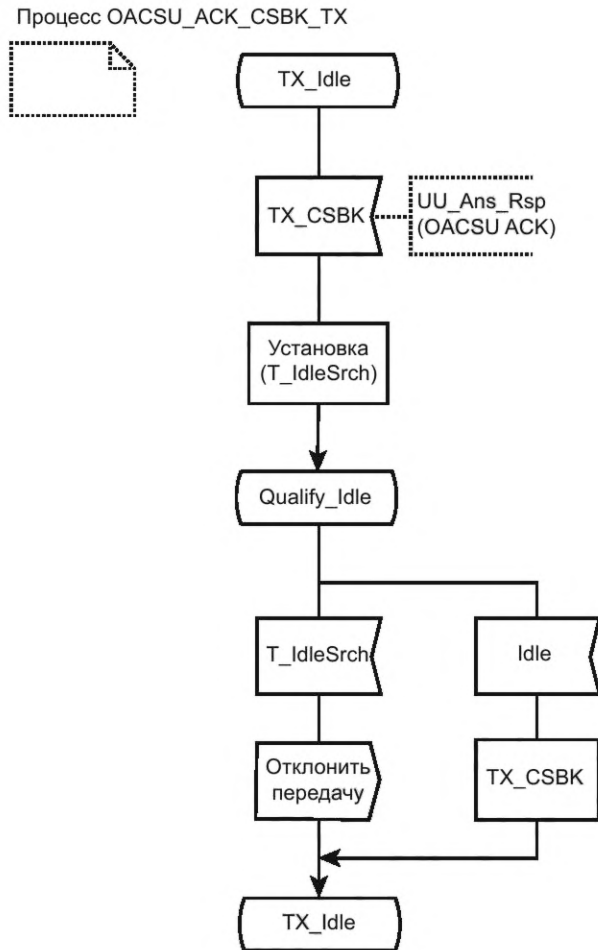 Процесс OACSU_ACK_CSBK_TX
TX_Idle
TX_CSBK
UU_Ans_Rsp
(OACSU ACK)
Установка
(T_IdleSrch)
Qualify_Idle
T_IdleSrch
Idle
Отклонить
передачу
TX_CSBK
TX_Idle